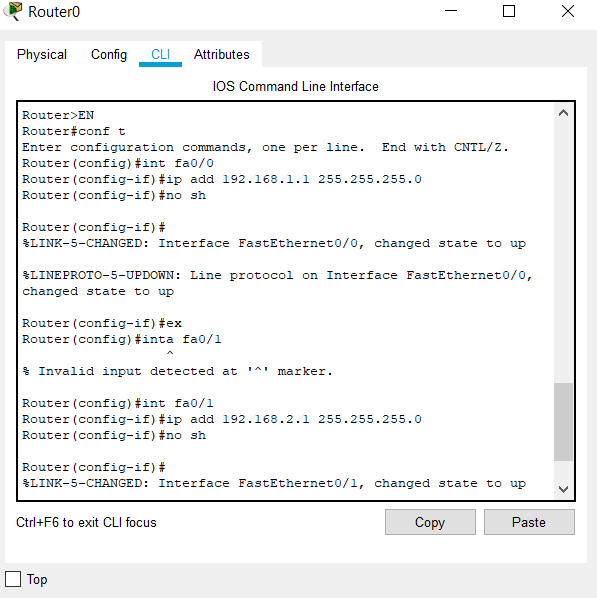 Router0
Physical Config CLI Attributes
IOS Command Line Interface
Router>EN
Router#conf t
Enter configuration commands, one per line.  End with CNTL/Z.
Router(config)#int fa0/0
Router(config-if)#ip add 192.168.1.1 255.255.255.0
Router(config-if)#no sh
Router(config-if)#
%LINK-5-CHANGED: Interface FastEthernet0/0, changed state to up
%LINEPROTO-5-UPDOWN: Line protocol on Interface FastEthernet0/0,
changed state to up
Router(config-if)#ex
Router(config)#inta fa0/1
^
% Invalid input detected at '^' marker.
Router(config)#int fa0/1
Router(config-if)#ip add 192.168.2.1 255.255.255.0
Router(config-if)#no sh
Router(config-if)#
%LINK-5-CHANGED: Interface FastEthernet0/1, changed state to up
Ctrl+F6 to exit CLI focus
Copy Paste
Top